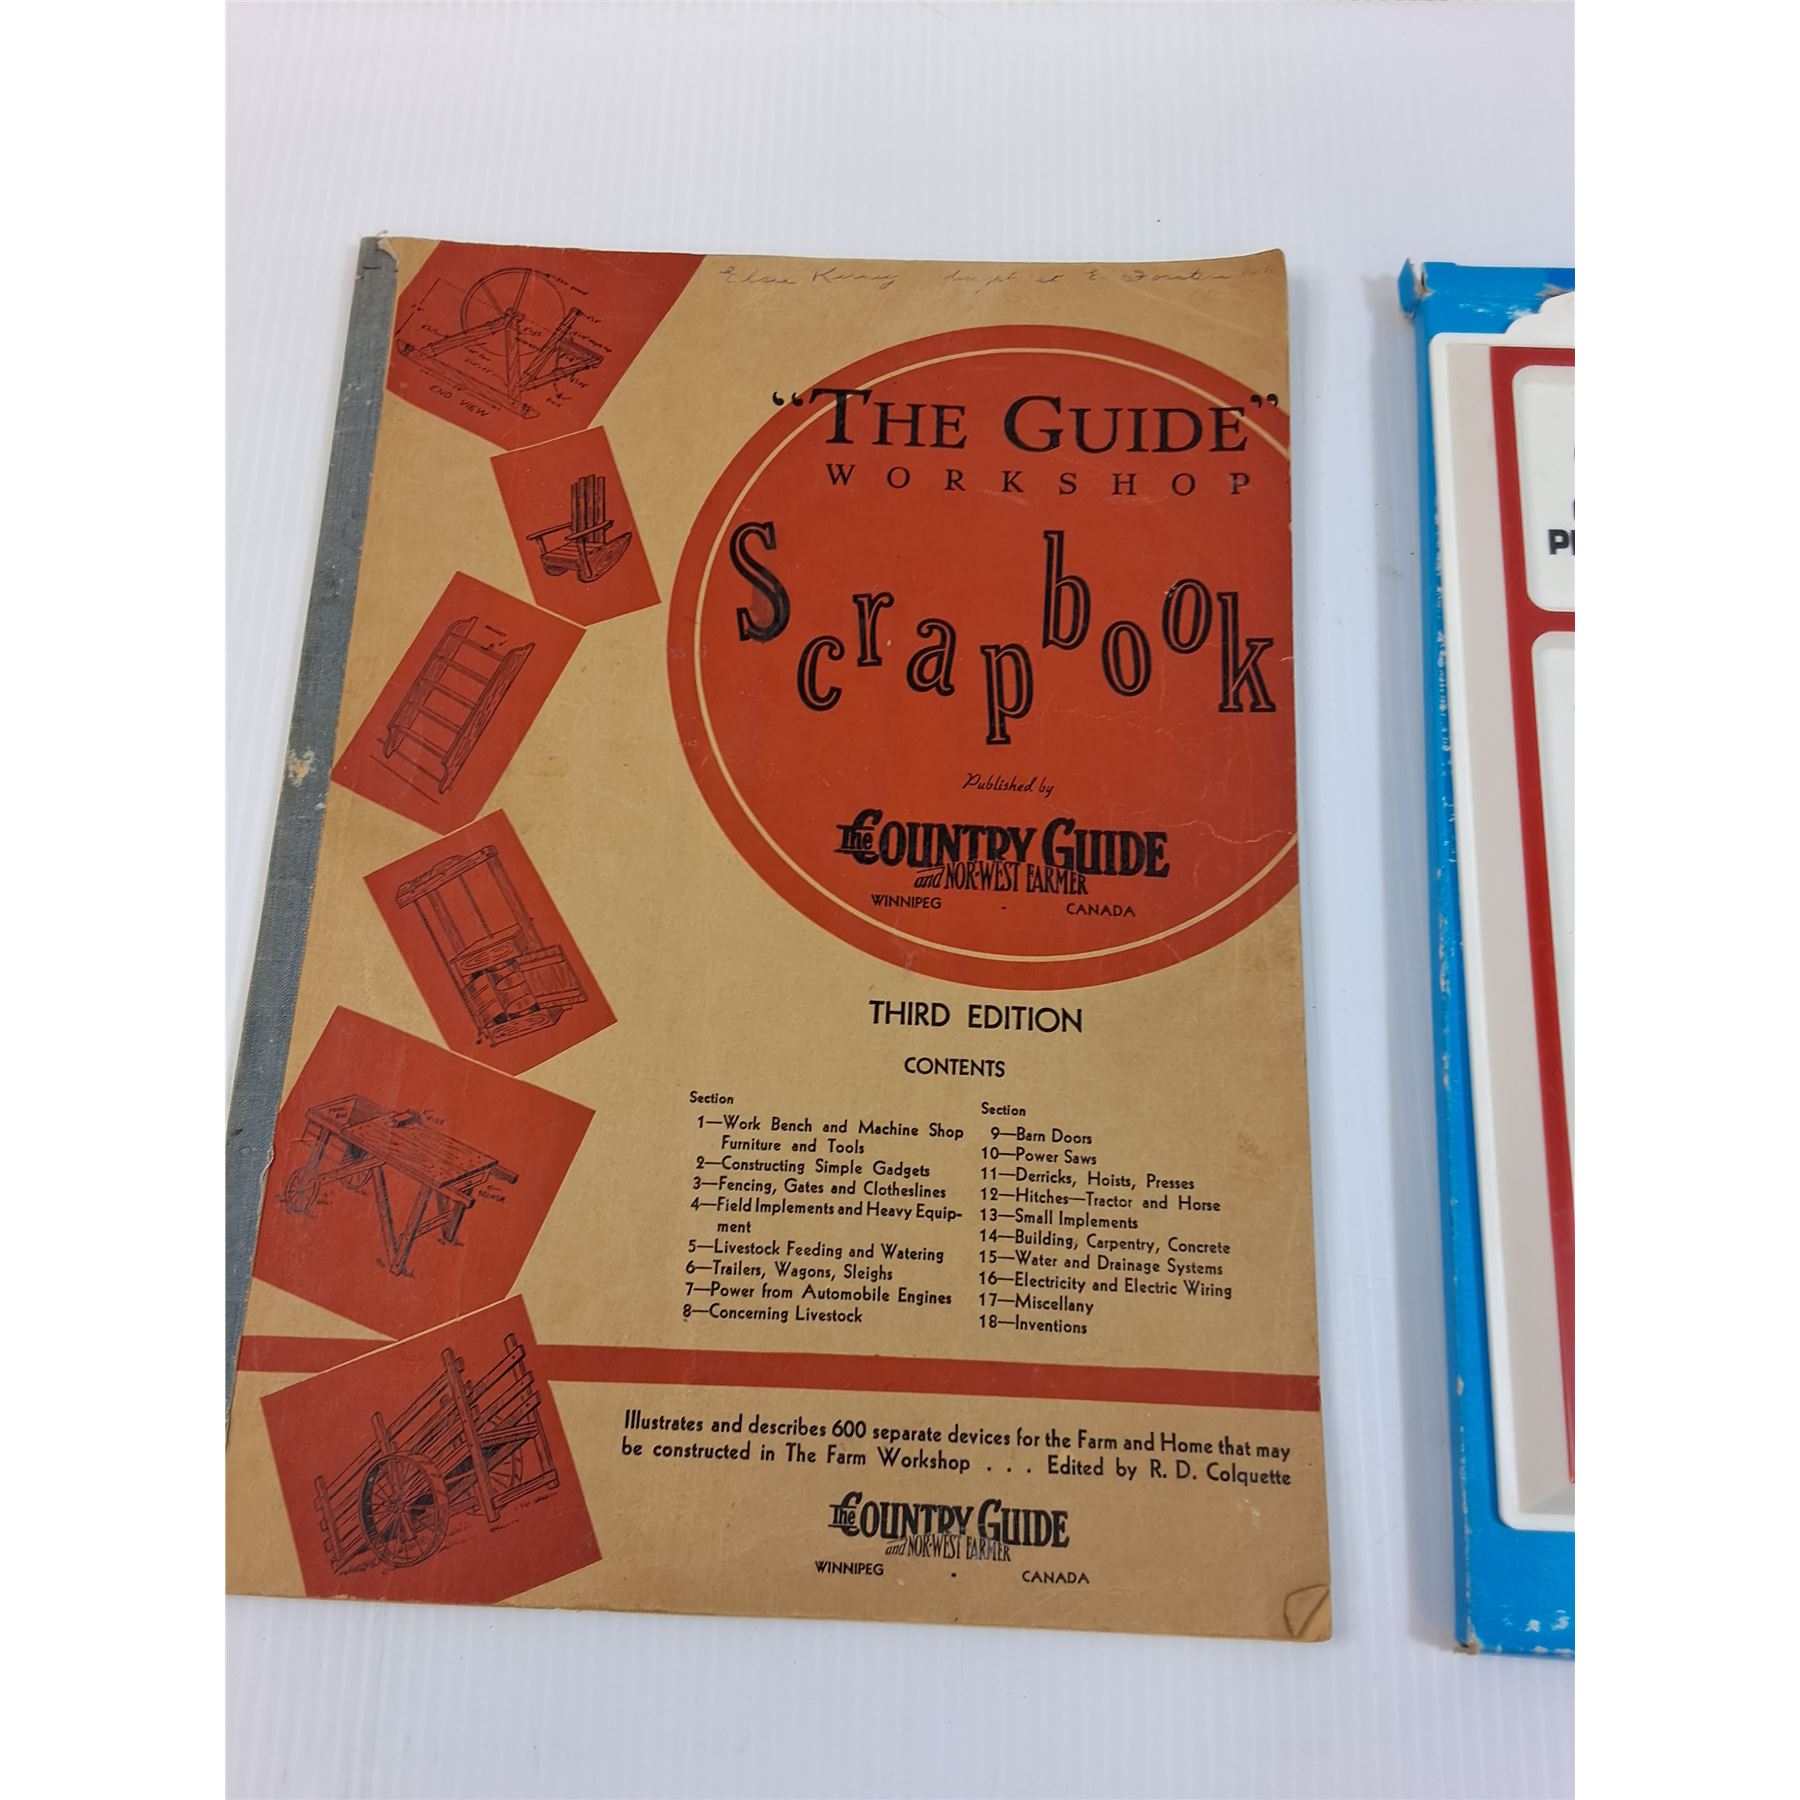 Elsie
"THE GUIDE"
WORKSHOP
Scrapbook
Published by
The COUNTRY GUIDE
and NOR'-WEST FARMER
WINNIPEG - CANADA
THIRD EDITION
CONTENTS
Section
1—Work Bench and Machine Shop
Furniture and Tools
2—Constructing Simple Gadgets
3—Fencing, Gates and Clotheslines
4—Field Implements and Heavy Equip-
ment
5—Livestock Feeding and Watering
6—Trailers, Wagons, Sleighs
7—Power from Automobile Engines
8—Concerning Livestock
Section
9—Barn Doors
10—Power Saws
11—Derricks, Hoists, Presses
12—Hitches—Tractor and Horse
13—Small Implements
14—Building, Carpentry, Concrete
15—Water and Drainage Systems
16—Electricity and Electric Wiring
17—Miscellany
18—Inventions
Illustrates and describes 600 separate devices for the Farm and Home that may
be constructed in The Farm Workshop . . . Edited by R. D. Colquette
The COUNTRY GUIDE
and NOR'-WEST FARMER
WINNIPEG · CANADA
END VIEW